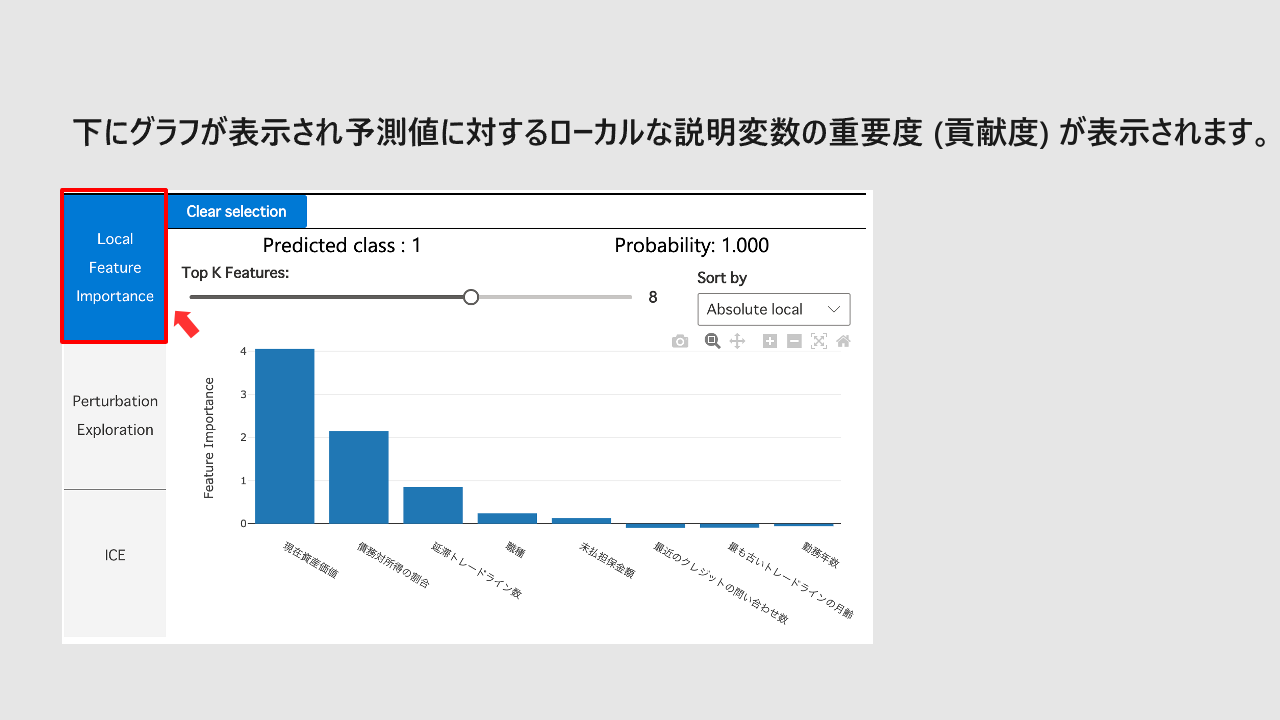 下にグラフが表示され予測値に対するローカルな説明変数の重要度 (貢献度) が表示されます。
Local
Feature
Importance
Clear selection
Predicted class : 1
Probability: 1.000
Top K Features:
8
Sort by
Absolute local
Perturbation
Exploration
ICE
Feature Importance
4
3
2
1
0
現在資産価値
債務対所得の割合
延滞トレードライン数
職種
未払担保金額
最近のクレジットの問い合わせ数
最も古いトレードラインの月齢
勤務年数